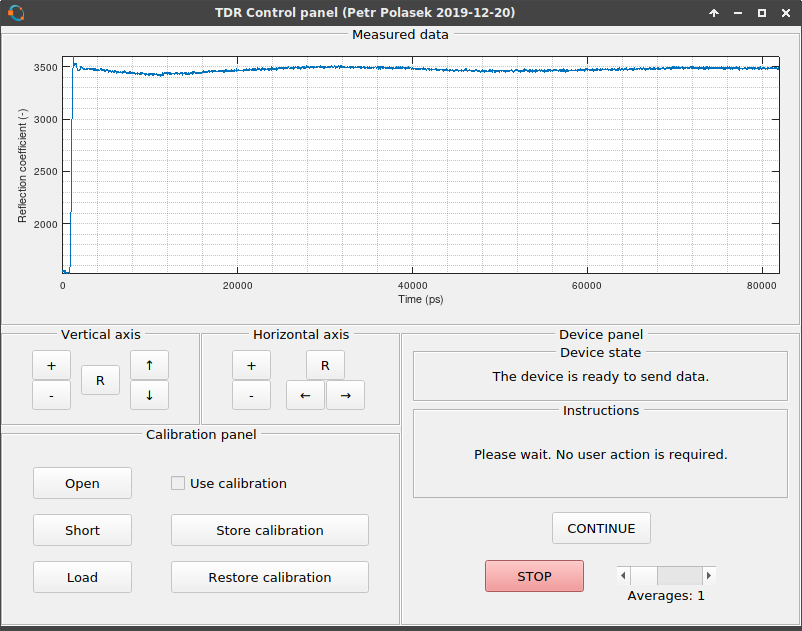 TDR Control panel (Petr Polasek 2019-12-20)
Measured data
3500
3000
2500
2000
Reflection coefficient (-)
0 20000 40000 60000 80000
Time (ps)
Vertical axis
+
-
R
↑
↓
Horizontal axis
+
-
R
← →
Calibration panel
Open
Use calibration
Short
Store calibration
Load
Restore calibration
Device panel
Device state
The device is ready to send data.
Instructions
Please wait. No user action is required.
CONTINUE
STOP
Averages: 1